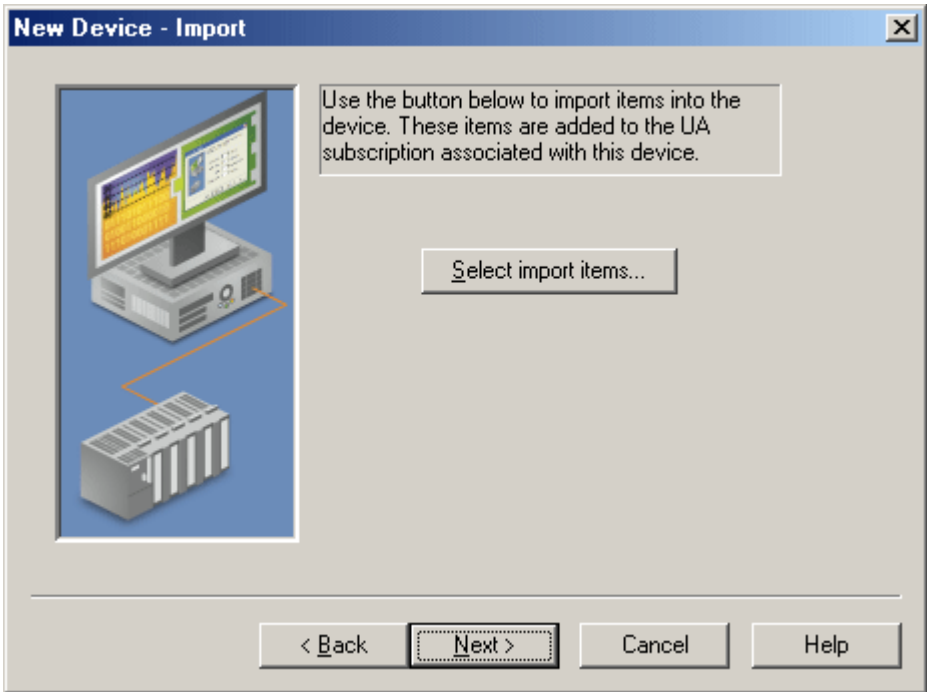 New Device - Import
Use the button below to import items into the
device. These items are added to the UA
subscription associated with this device.
Select import items...
< Back Next > Cancel Help